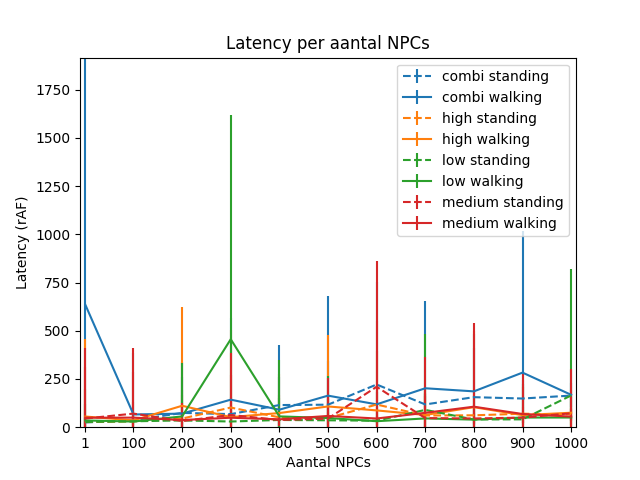 Latency per aantal NPCs
Latency (rAF)
1750
1500
1250
1000
750
500
250
0
combi standing
combi walking
high standing
high walking
low standing
low walking
medium standing
medium walking
1 100 200 300 400 500 600 700 800 900 1000
Aantal NPCs